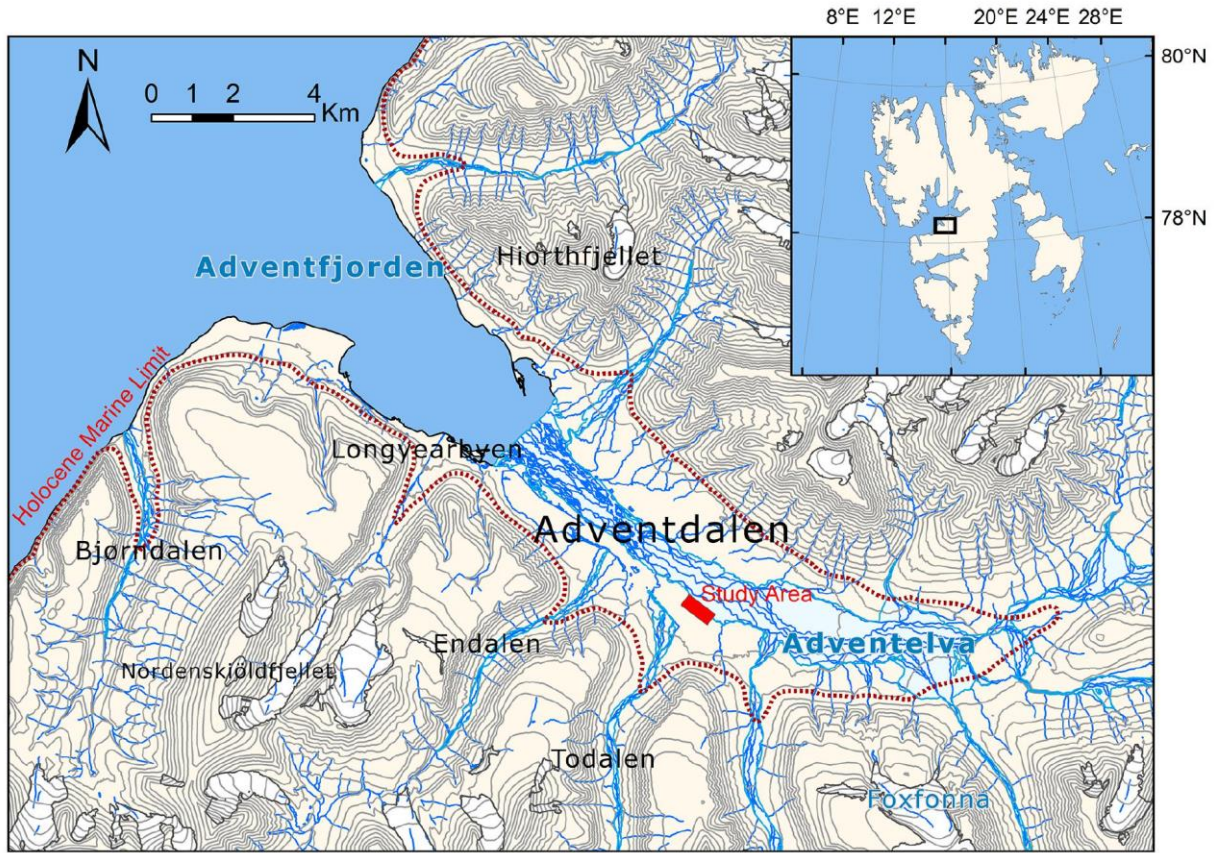 8°E 12°E 20°E 24°E 28°E
80°N
78°N
N
0 1 2 4
Km
Hiorthfjellet
Adventfjorden
Holocene Marine Limit
Longyearbyen
Adventdalen
Bjørndalen
Study Area
Endalen
Adventelva
Nordenskiöldfjellet
Todalen
Foxfonna